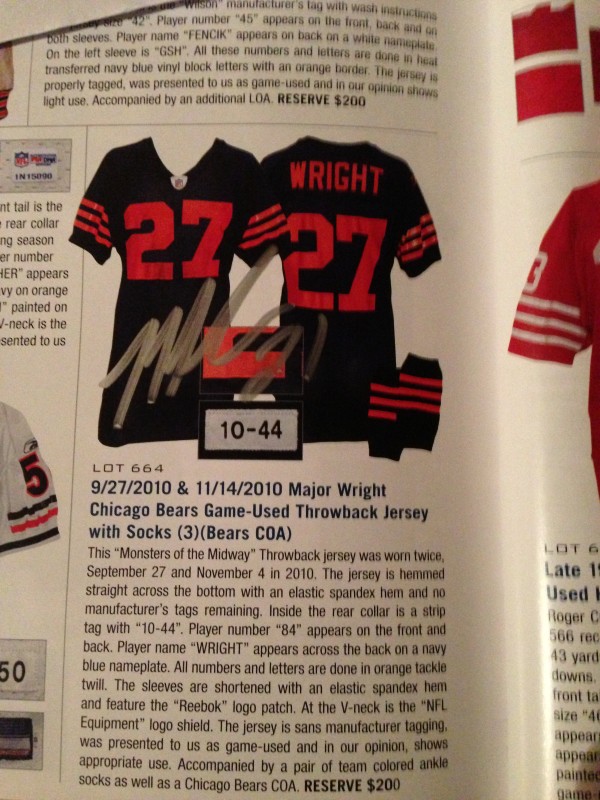 "Wilson" manufacturer's tag with wash instructions
size "42". Player number "45" appears on the front, back and on
both sleeves. Player name "FENCIK" appears on back on a white nameplate.
On the left sleeve is "GSH". All these numbers and letters are done in heat
transferred navy blue vinyl block letters with an orange border. The jersey is
properly tagged, was presented to us as game-used and in our opinion shows
light use. Accompanied by an additional LOA. RESERVE $200
NFL
1N15090
nt tail is the
rear collar
ng season
er number
HER" appears
vy on orange
" painted on
V-neck is the
sented to us
5
50
WRIGHT
27
27
10-44
LOT 664
9/27/2010 & 11/14/2010 Major Wright
Chicago Bears Game-Used Throwback Jersey
with Socks (3)(Bears COA)
This "Monsters of the Midway" Throwback jersey was worn twice,
September 27 and November 4 in 2010. The jersey is hemmed
straight across the bottom with an elastic spandex hem and no
manufacturer's tags remaining. Inside the rear collar is a strip
tag with "10-44". Player number "84" appears on the front and
back. Player name "WRIGHT" appears across the back on a navy
blue nameplate. All numbers and letters are done in orange tackle
twill. The sleeves are shortened with an elastic spandex hem
and feature the "Reebok" logo patch. At the V-neck is the "NFL
Equipment" logo shield. The jersey is sans manufacturer tagging,
was presented to us as game-used and in our opinion, shows
appropriate use. Accompanied by a pair of team colored ankle
socks as well as a Chicago Bears COA. RESERVE $200
3
LOT 6
Late 19
Used
Roger C
566 rec
43 yard
downs.
front ta
size "46
appears
appear
painted
game-